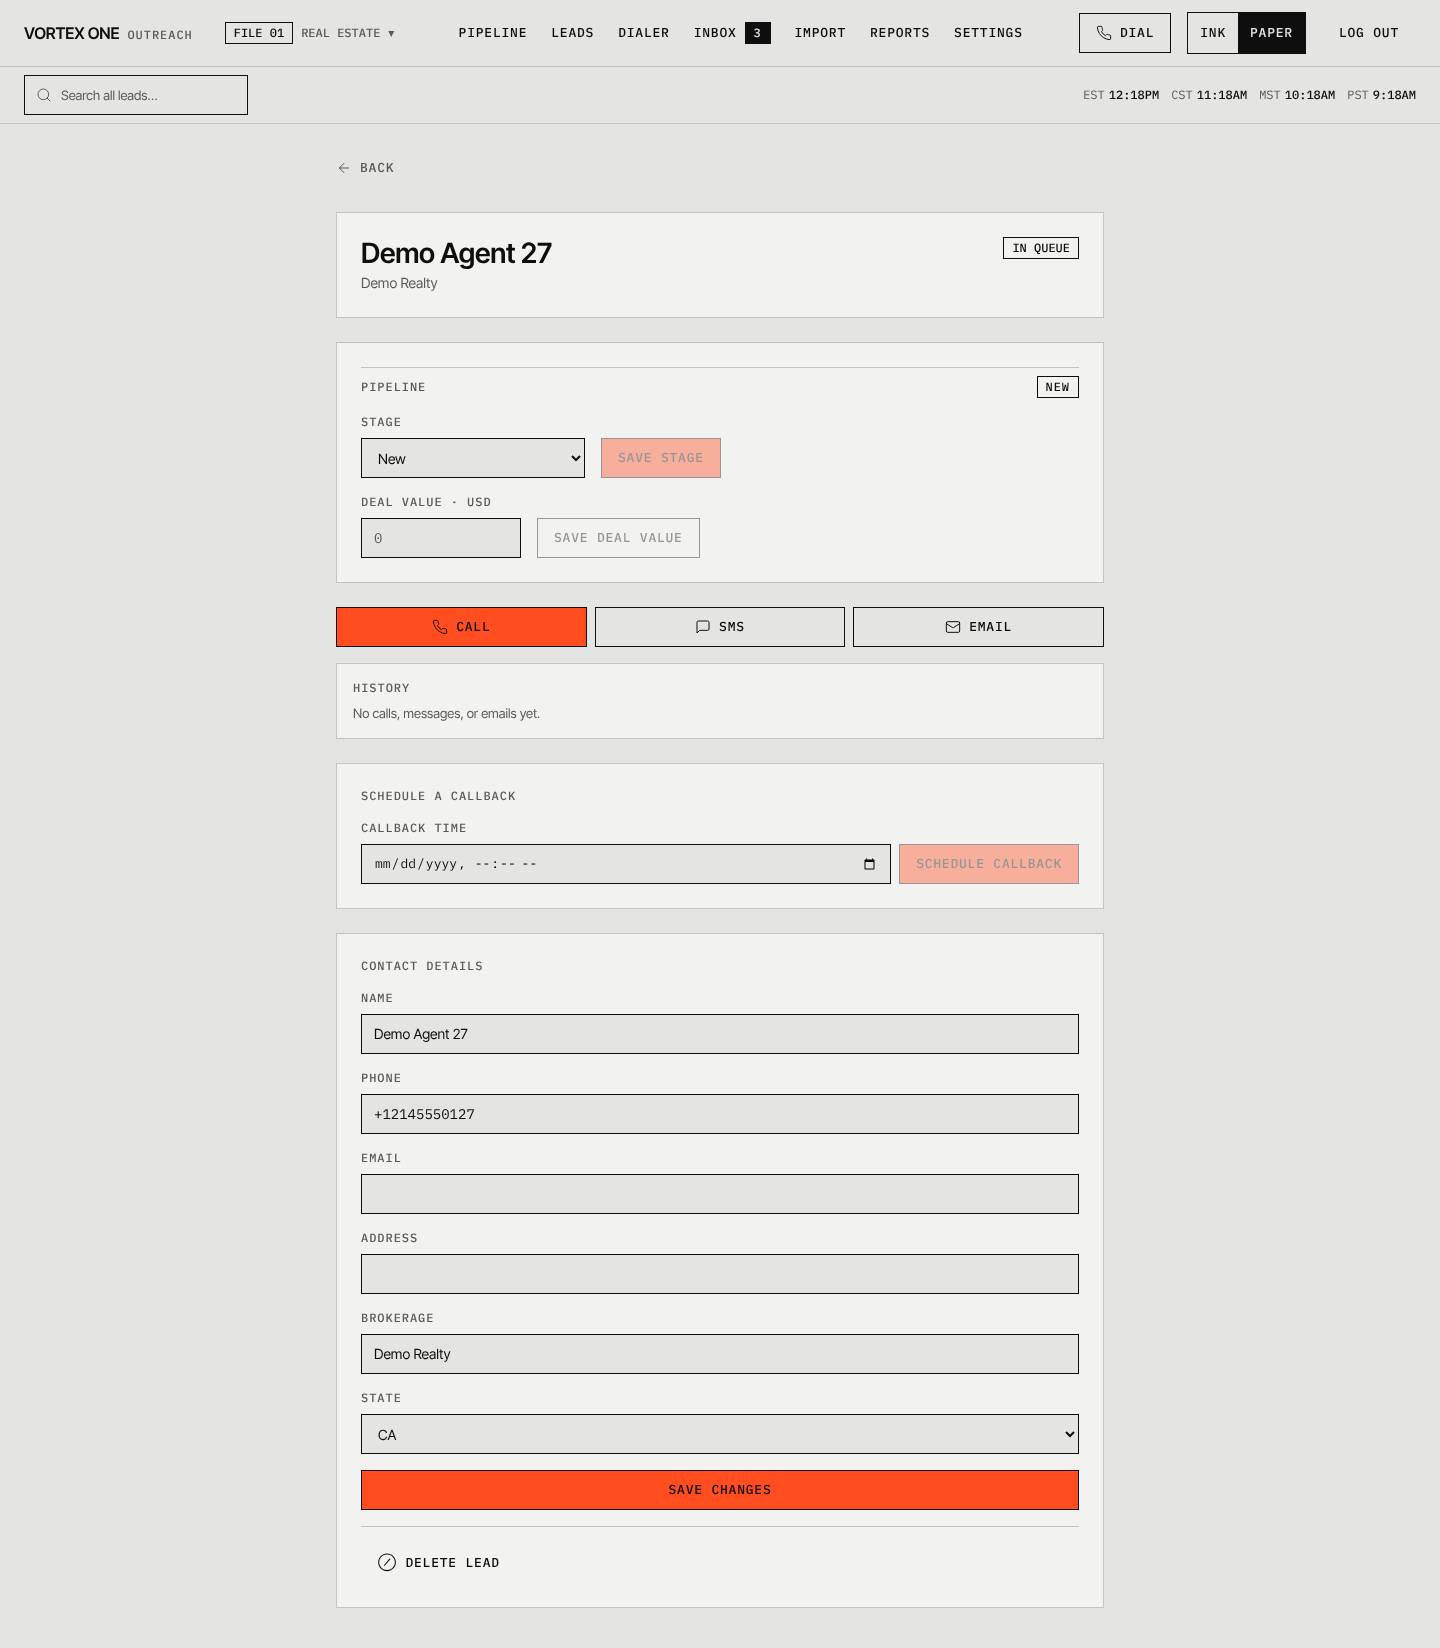 VORTEX ONE OUTREACH FILE 01 REAL ESTATE ▾ PIPELINE LEADS DIALER INBOX 3 IMPORT REPORTS SETTINGS DIAL INK PAPER LOG OUT
Search all leads… EST 12:18PM CST 11:18AM MST 10:18AM PST 9:18AM
← BACK
Demo Agent 27 IN QUEUE
Demo Realty
PIPELINE NEW
STAGE
New SAVE STAGE
DEAL VALUE · USD
0 SAVE DEAL VALUE
CALL SMS EMAIL
HISTORY
No calls, messages, or emails yet.
SCHEDULE A CALLBACK
CALLBACK TIME
mm/dd/yyyy, --:-- -- SCHEDULE CALLBACK
CONTACT DETAILS
NAME
Demo Agent 27
PHONE
+12145550127
EMAIL
ADDRESS
BROKERAGE
Demo Realty
STATE
CA
SAVE CHANGES
DELETE LEAD